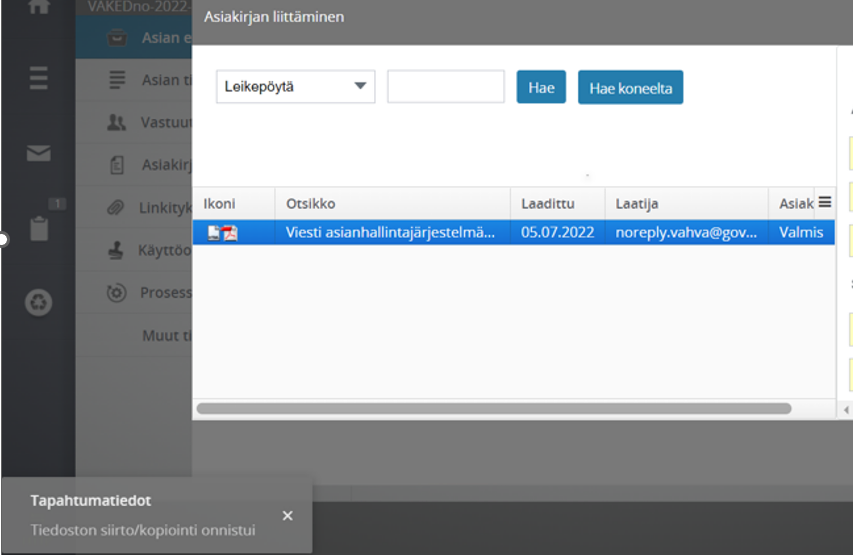 VAKEDno-2022-
Asiakirjan liittäminen
Asian e
Asian ti
Vastuut
Asiakirj
Linkityk
Käyttöo
Prosess
Muut ti
1
Leikepöytä
Hae
Hae koneelta
Ikoni Otsikko Laadittu Laatija Asiak
Viesti asianhallintajärjestelmä... 05.07.2022 noreply.vahva@gov... Valmis
Tapahtumatiedot
Tiedoston siirto/kopiointi onnistui